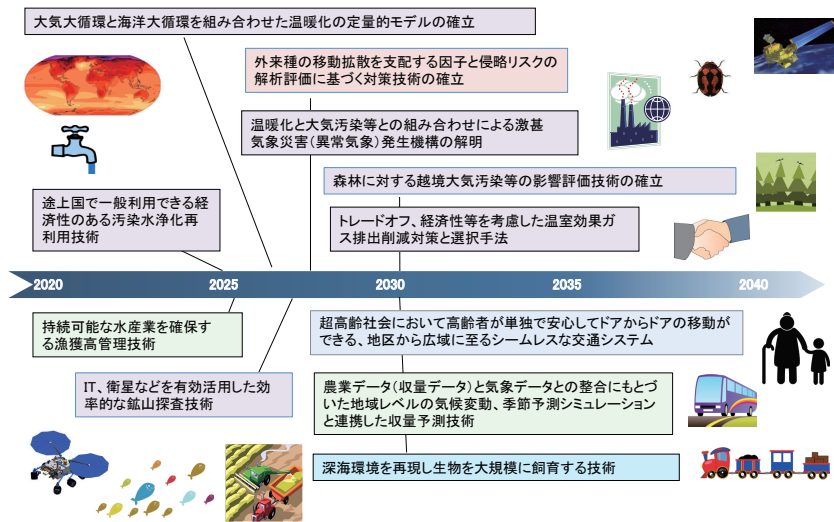 大気大循環と海洋大循環を組み合わせた温暖化の定量的モデルの確立
外来種の移動拡散を支配する因子と侵略リスクの
解析評価に基づく対策技術の確立
温暖化と大気汚染等との組み合わせによる激甚
気象災害(異常気象)発生機構の解明
森林に対する越境大気汚染等の影響評価技術の確立
途上国で一般利用できる経
済性のある汚染水浄化再
利用技術
トレードオフ、経済性等を考慮した温室効果ガ
ス排出削減対策と選択手法
2020 2025 2030 2035 2040
持続可能な水産業を確保す
る漁獲高管理技術
超高齢社会において高齢者が単独で安心してドアからドアの移動が
できる、地区から広域に至るシームレスな交通システム
IT、衛星などを有効活用した効
率的な鉱山探査技術
農業データ(収量データ)と気象データとの整合にもとづ
いた地域レベルの気候変動、季節予測シミュレーション
と連携した収量予測技術
深海環境を再現し生物を大規模に飼育する技術